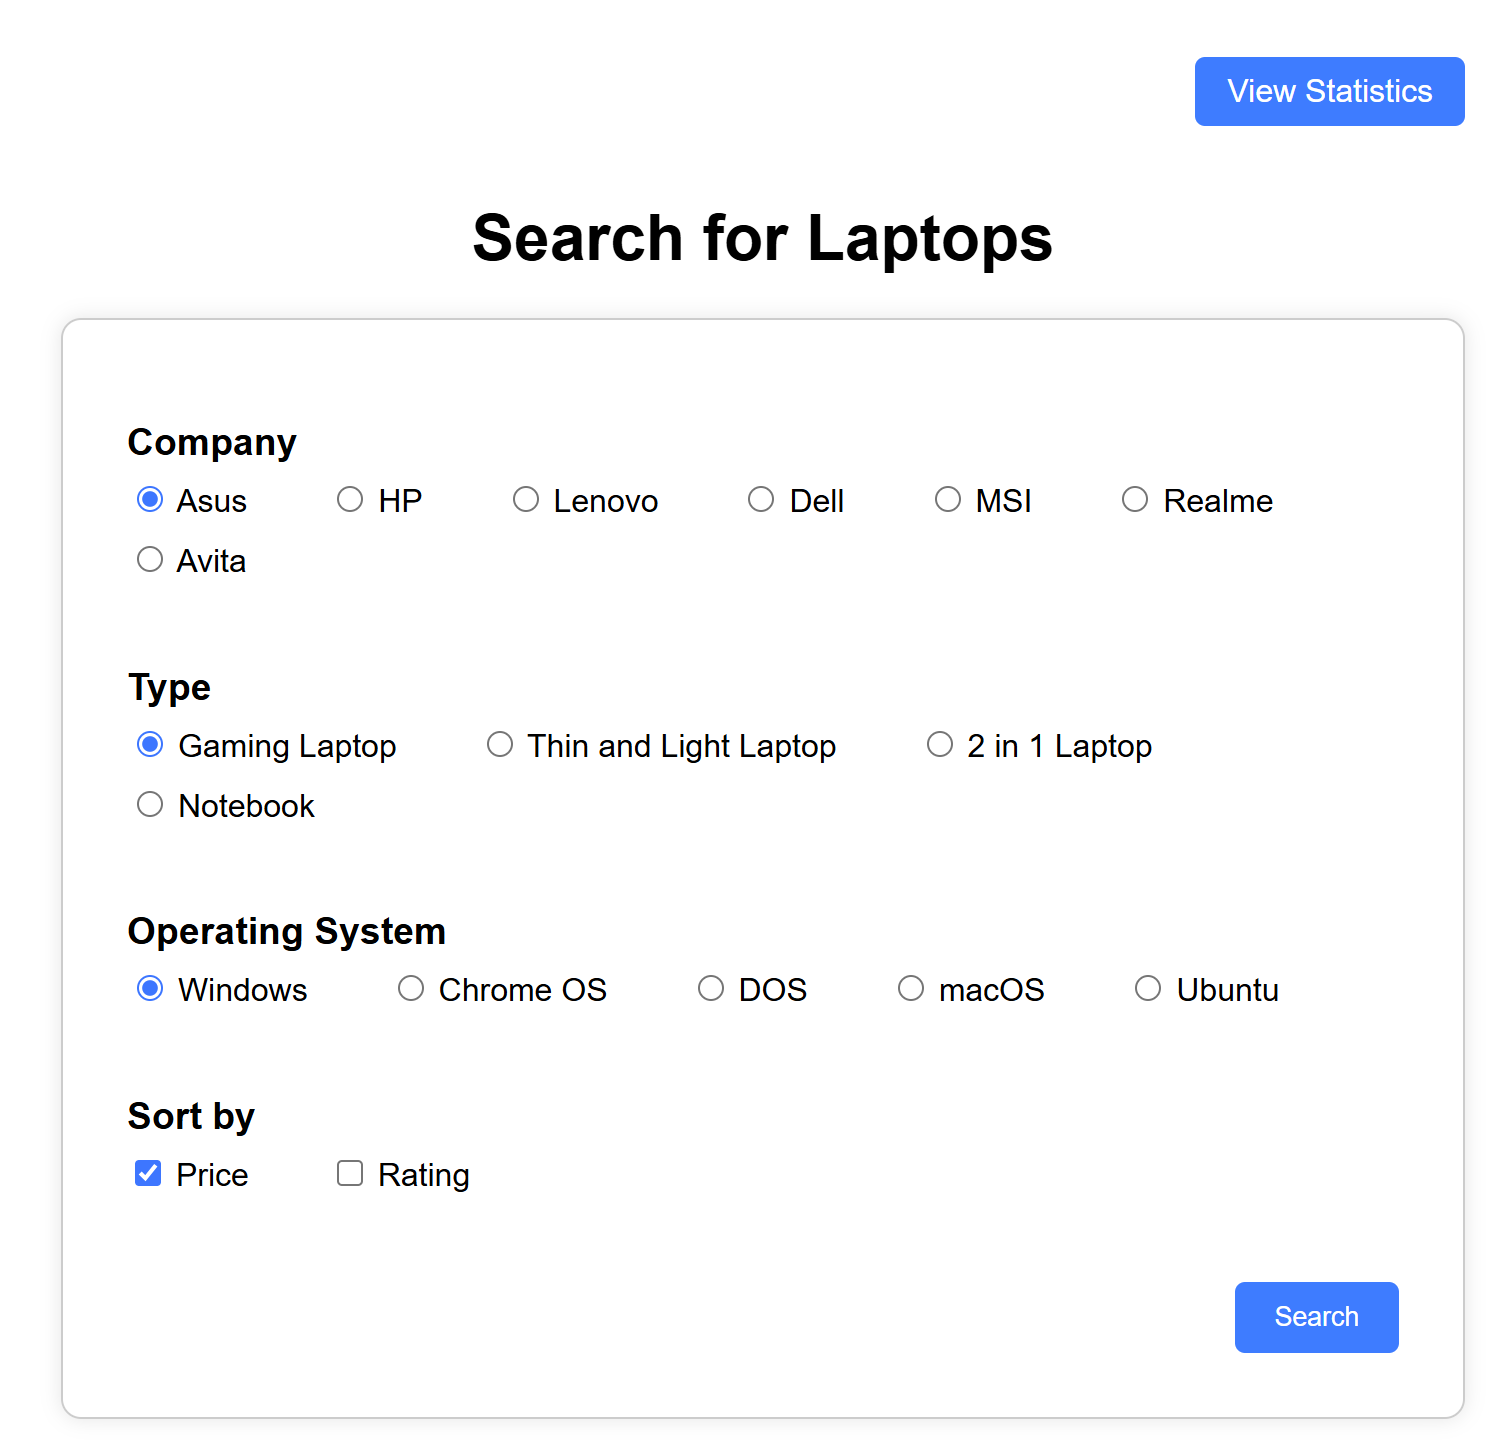 View Statistics
Search for Laptops
Company
Asus HP Lenovo Dell MSI Realme
Avita
Type
Gaming Laptop Thin and Light Laptop 2 in 1 Laptop
Notebook
Operating System
Windows Chrome OS DOS macOS Ubuntu
Sort by
Price Rating
Search